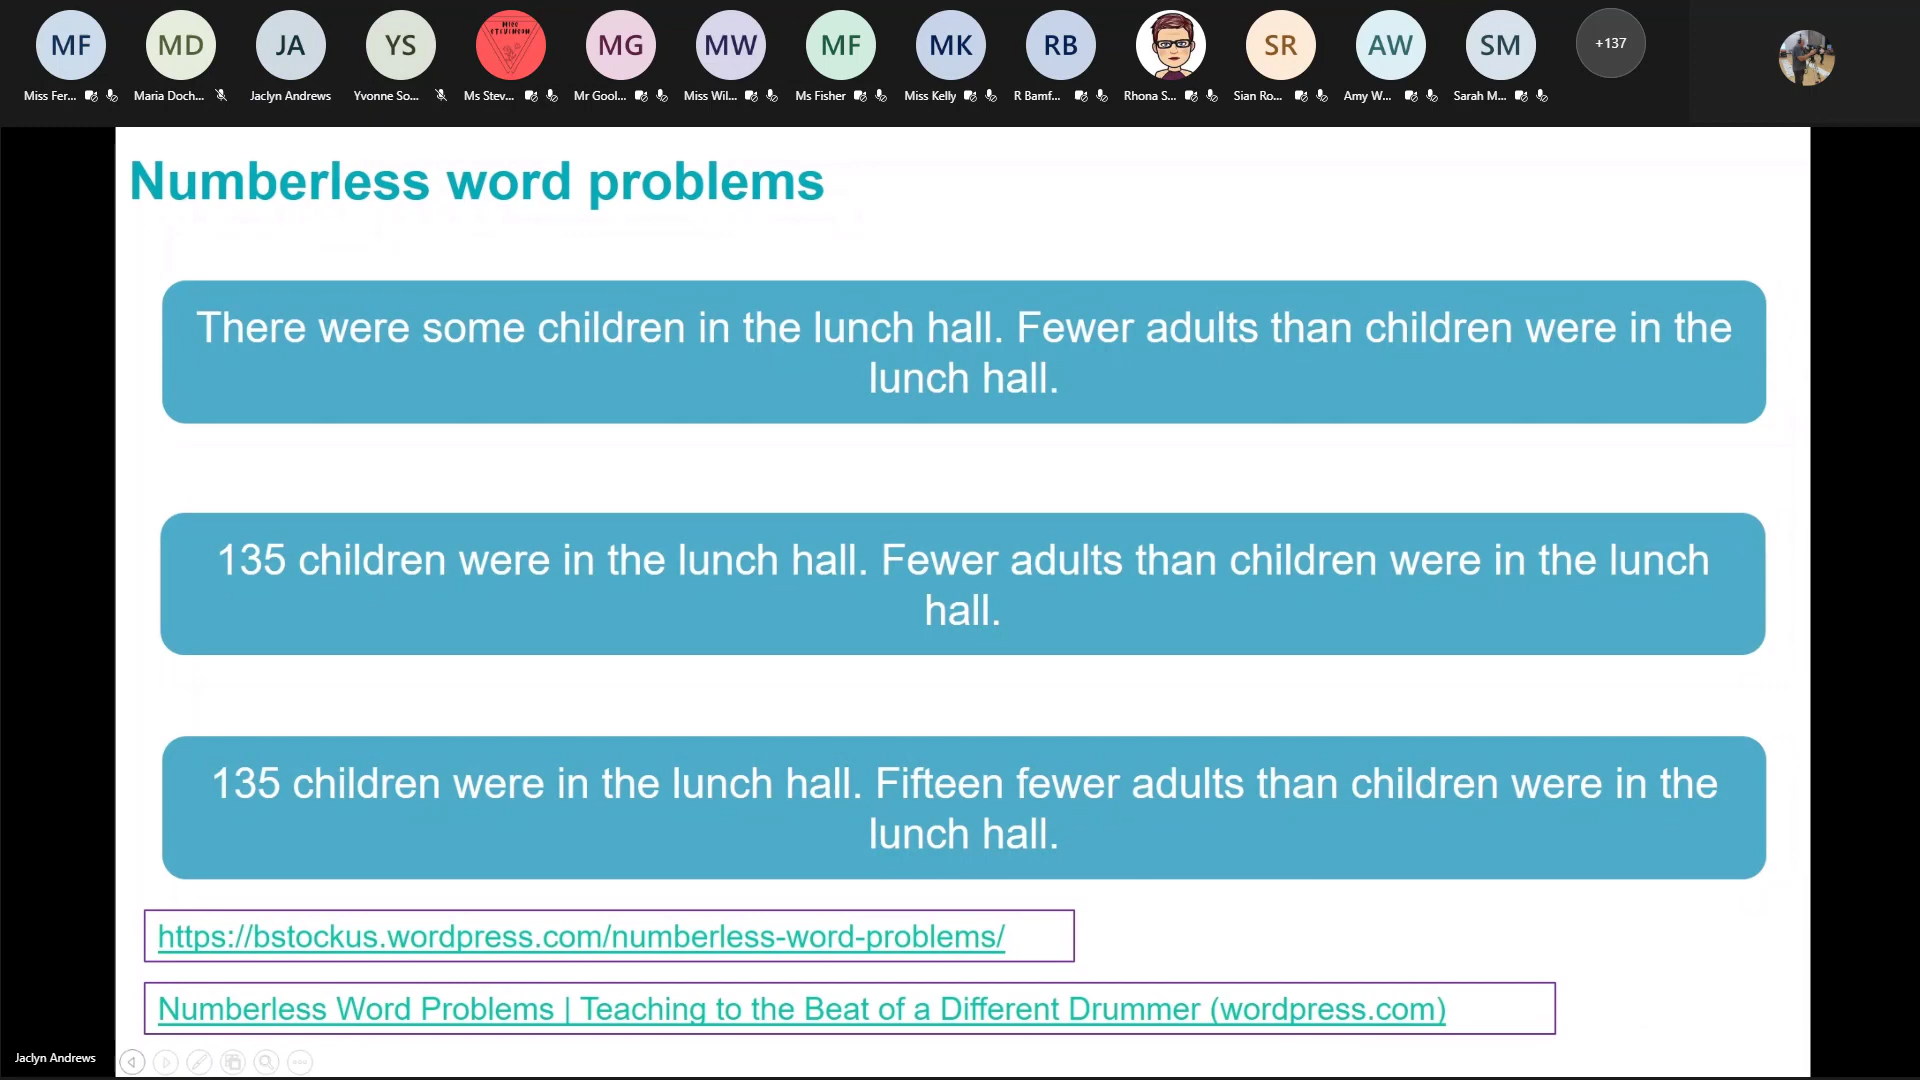 MF MD JA YS MISS STEVINSON MG MW MF MK RB SR AW SM +137
Miss Fer... Maria Doch... Jaclyn Andrews Yvonne So... Ms Stev... Mr Gool... Miss Wil... Ms Fisher Miss Kelly R Bamf... Rhona S... Sian Ro... Amy W... Sarah M...
Numberless word problems
There were some children in the lunch hall. Fewer adults than children were in the
lunch hall.
135 children were in the lunch hall. Fewer adults than children were in the lunch
hall.
135 children were in the lunch hall. Fifteen fewer adults than children were in the
lunch hall.
https://bstockus.wordpress.com/numberless-word-problems/
Numberless Word Problems | Teaching to the Beat of a Different Drummer (wordpress.com)
Jaclyn Andrews